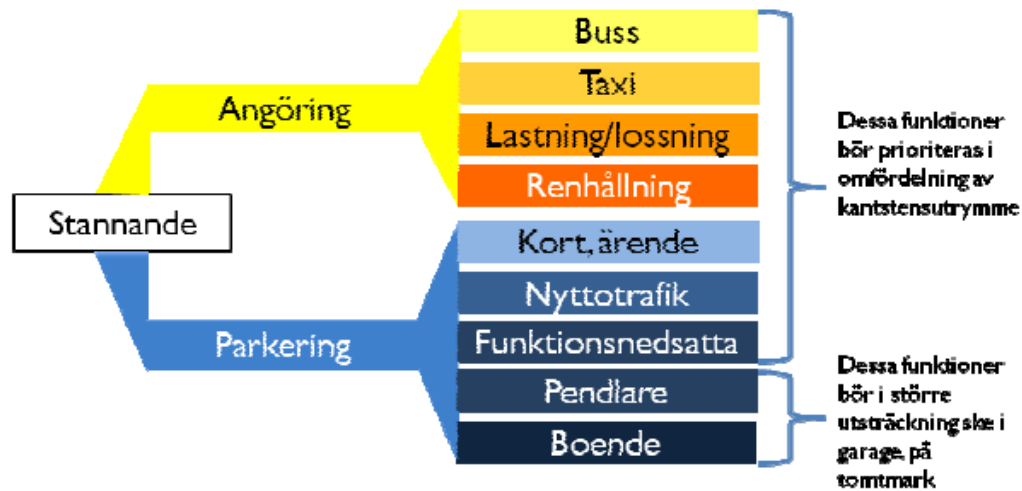 Stannande
Angöring
Buss
Taxi
Lastning/lossning
Renhållning
Parkering
Kort, ärende
Nyttotrafik
Funktionsnedsatta
Pendlare
Boende
Dessa funktioner
bör prioriteras i
omfördelning av
kantstensutrymme
Dessa funktioner
bör i större
utsträckning ske i
garage, på
tomtmark